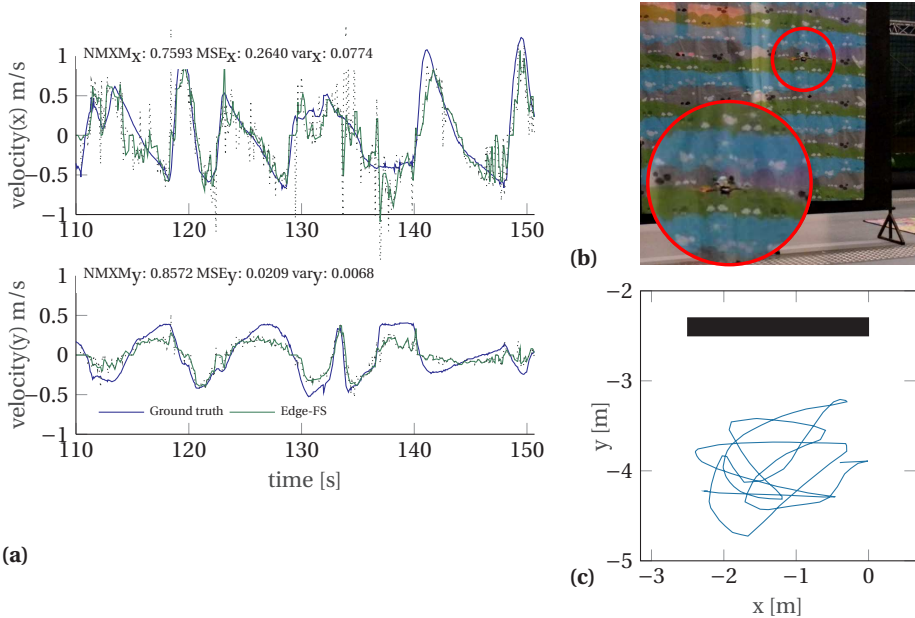 NMXMx: 0.7593 MSEx: 0.2640 varx: 0.0774
velocity(x) m/s
1
0.5
0
−0.5
−1
110 120 130 140 150
NMXMy: 0.8572 MSEy: 0.0209 vary: 0.0068
velocity(y) m/s
1
0.5
0
−0.5
−1
Ground truth Edge-FS
110 120 130 140 150
time [s]
(a)
(b)
−2
−3
−4
−5
y [m]
−3 −2 −1 0
x [m]
(c)